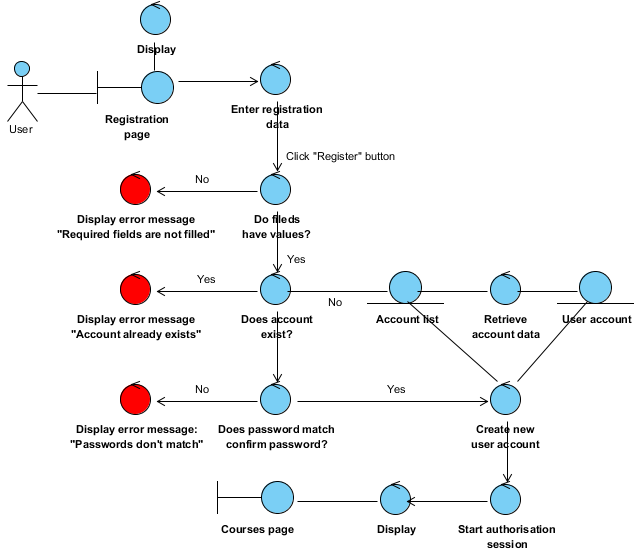 Display
User
Registration
page
Enter registration
data
Click "Register" button
No
Display error message
"Required fields are not filled"
Do fileds
have values?
Yes
Yes
No
Display error message
"Account already exists"
Does account
exist?
Account list
Retrieve
account data
User account
No
Yes
Display error message:
"Passwords don't match"
Does password match
confirm password?
Create new
user account
Courses page
Display
Start authorisation
session